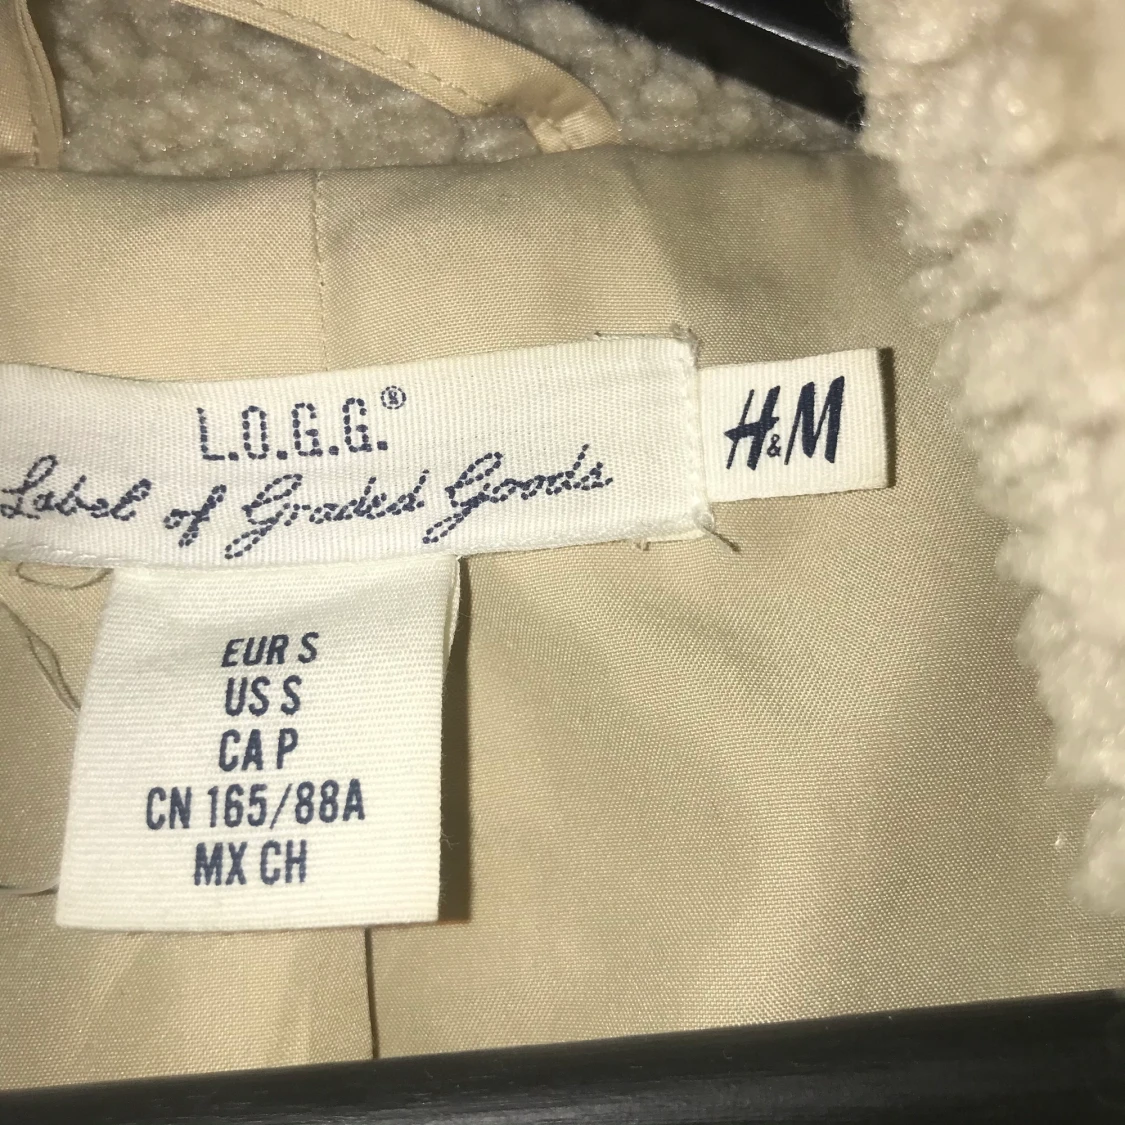 L.O.G.G.®
Label of Graded Goods
H&M
EUR S
US S
CA P
CN 165/88A
MX CH